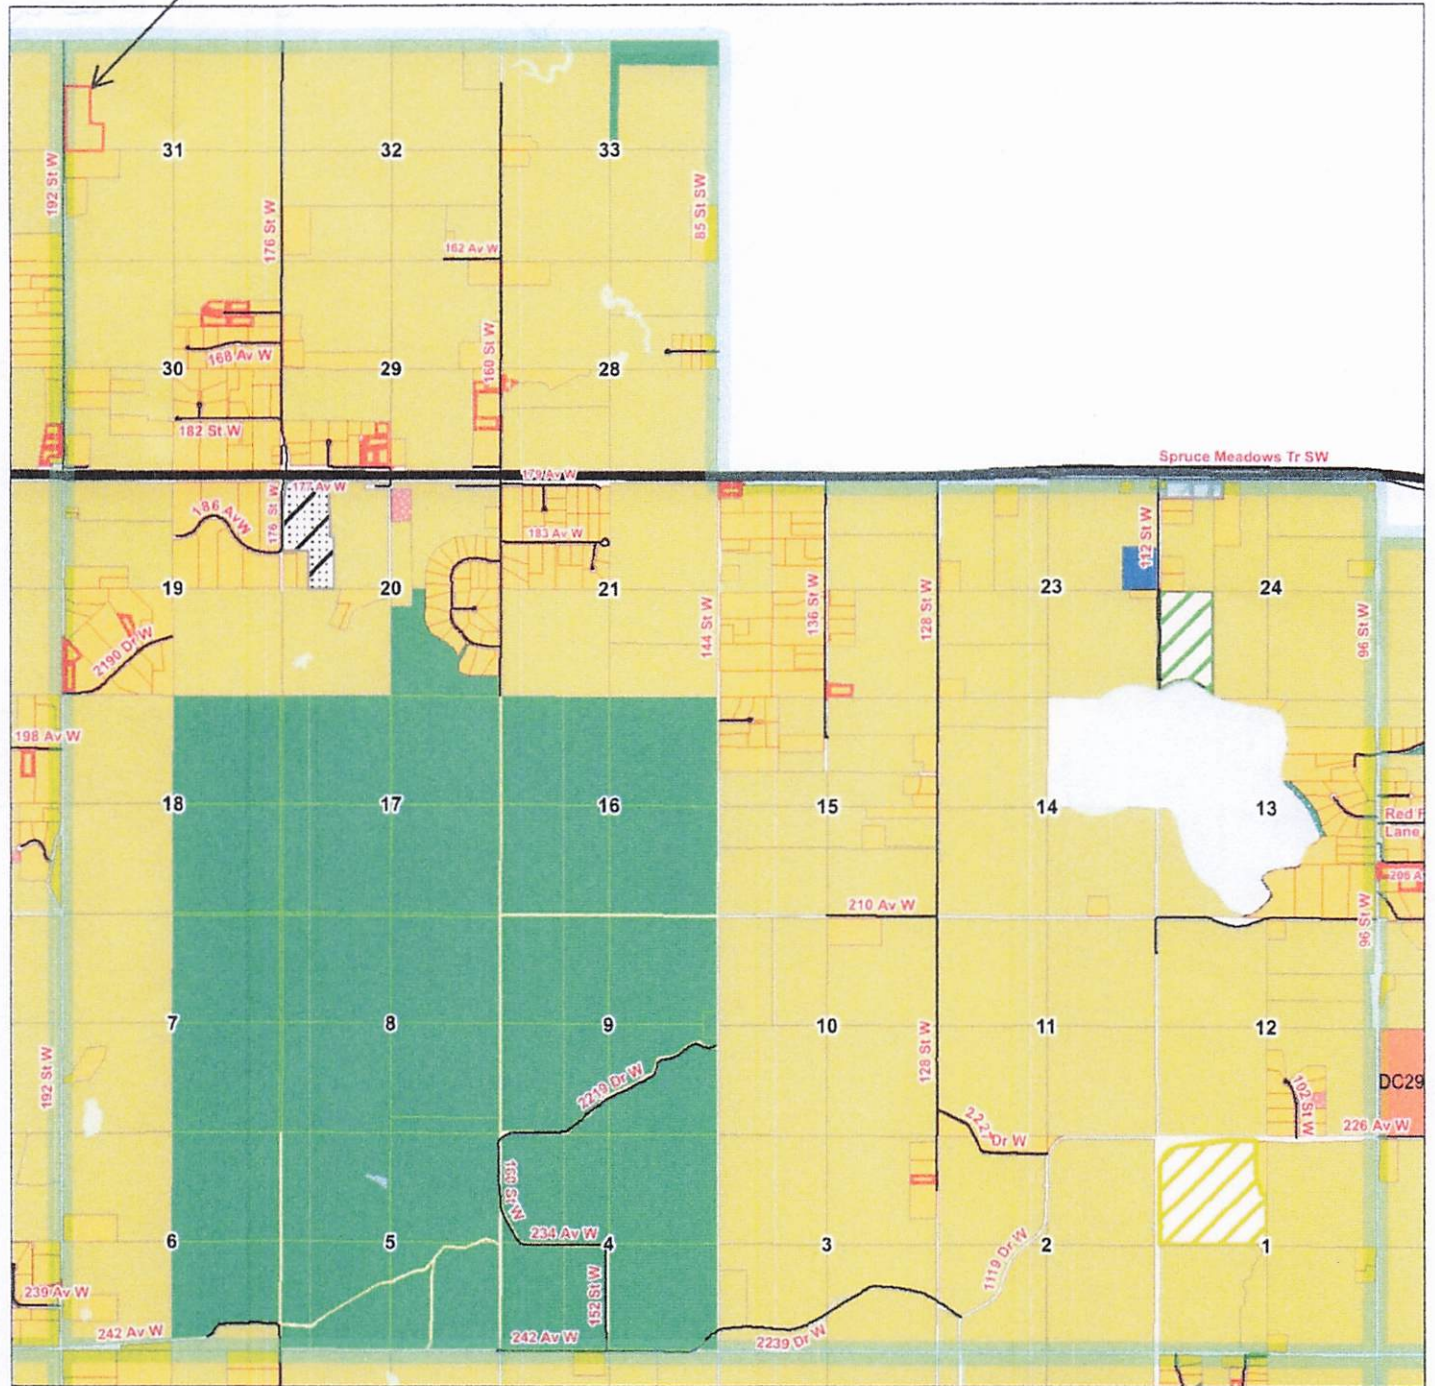 31
32
33
192 St W
85 St SW
176 St W
162 Av W
160 St W
168 Av W
30
29
28
182 St W
Spruce Meadows Tr SW
179 Av W
177 Av W
176 St W
186 Av W
183 Av W
112 St W
19
20
21
23
24
136 St W
128 St W
144 St W
96 St W
2190 Dr W
198 Av W
18
17
16
15
14
13
Red
Lane
206 A
210 Av W
96 St W
7
8
9
10
11
12
192 St W
128 St W
2219 Dr W
DC29
102 St W
226 Av W
Dr W
160 St W
6
5
234 Av W
4
3
2
1
1119 Dr W
239 Av W
152 St W
242 Av W
242 Av W
2239 Dr W